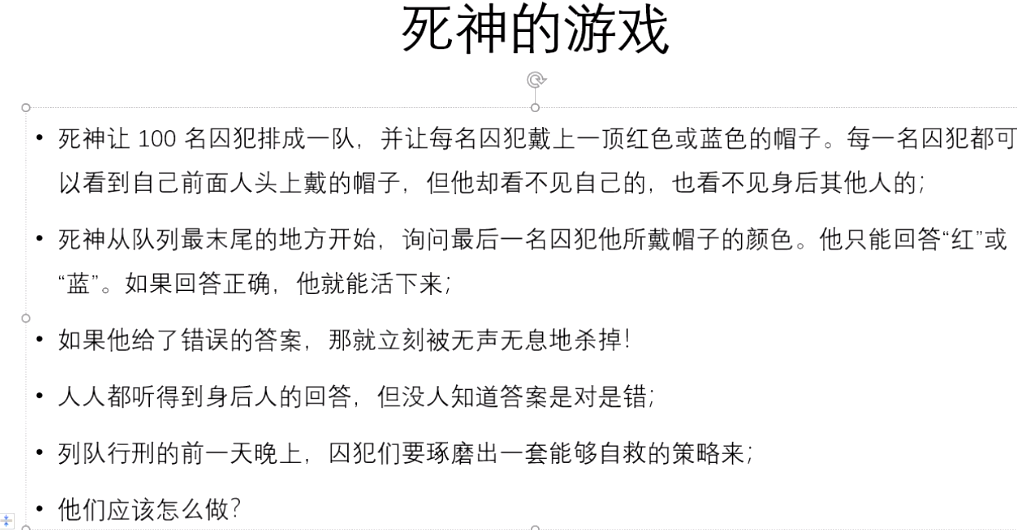 死神的游戏
• 死神让 100 名囚犯排成一队，并让每名囚犯戴上一顶红色或蓝色的帽子。每一名囚犯都可
以看到自己前面人头上戴的帽子，但他却看不见自己的，也看不见身后其他人的；
• 死神从队列最末尾的地方开始，询问最后一名囚犯他所戴帽子的颜色。他只能回答“红”或
“蓝”。如果回答正确，他就能活下来；
• 如果他给了错误的答案，那就立刻被无声无息地杀掉！
• 人人都听得到身后人的回答，但没人知道答案是对是错；
• 列队行刑的前一天晚上，囚犯们要琢磨出一套能够自救的策略来；
• 他们应该怎么做？